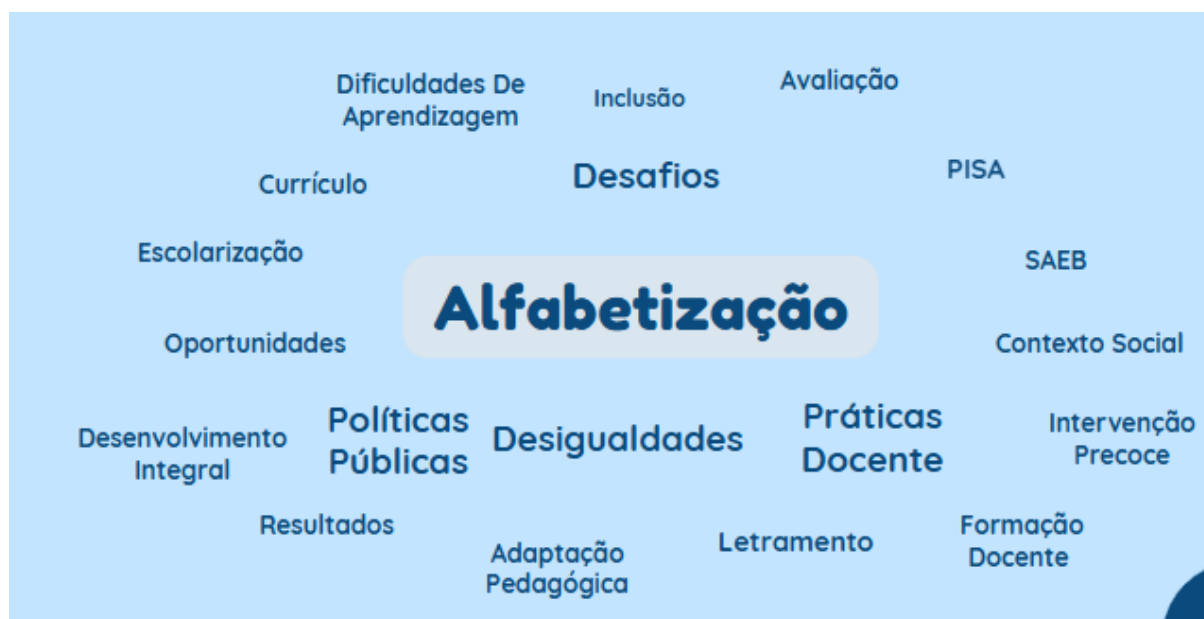 Dificuldades De
Aprendizagem
Inclusão
Avaliação
Currículo
Desafios
PISA
Escolarização
SAEB
Alfabetização
Oportunidades
Contexto Social
Desenvolvimento
Integral
Políticas
Públicas
Desigualdades
Práticas
Docente
Intervenção
Precoce
Resultados
Adaptação
Pedagógica
Letramento
Formação
Docente